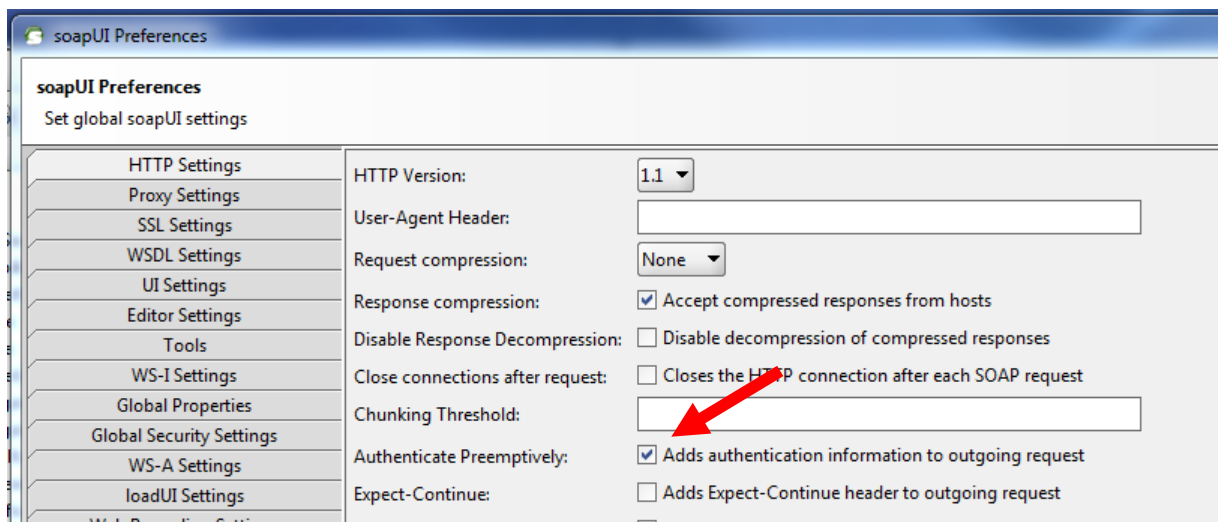 soapUI Preferences
soapUI Preferences
Set global soapUI settings
HTTP Settings
Proxy Settings
SSL Settings
WSDL Settings
UI Settings
Editor Settings
Tools
WS-I Settings
Global Properties
Global Security Settings
WS-A Settings
loadUI Settings
HTTP Version: 1.1
User-Agent Header:
Request compression: None
Response compression: Accept compressed responses from hosts
Disable Response Decompression: Disable decompression of compressed responses
Close connections after request: Closes the HTTP connection after each SOAP request
Chunking Threshold:
Authenticate Preemptively: Adds authentication information to outgoing request
Expect-Continue: Adds Expect-Continue header to outgoing request